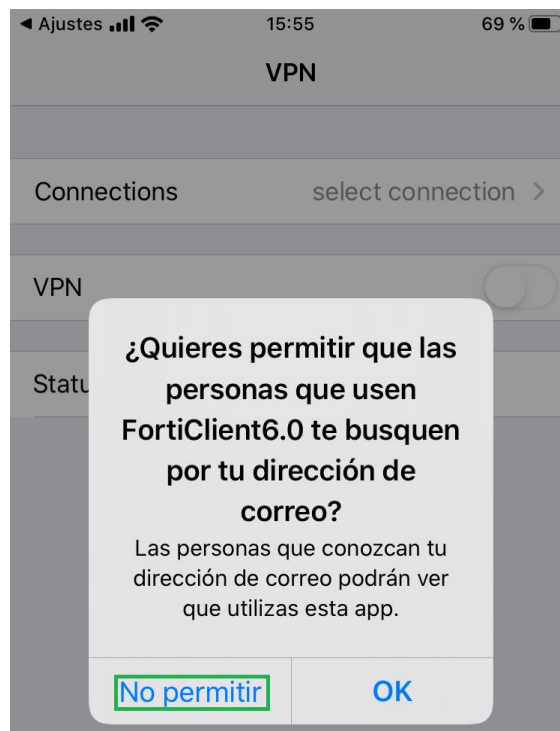 ◀ Ajustes 15:55 69 %
VPN
Connections select connection >
VPN
Statu
¿Quieres permitir que las
personas que usen
FortiClient6.0 te busquen
por tu dirección de
correo?
Las personas que conozcan tu
dirección de correo podrán ver
que utilizas esta app.
No permitir OK